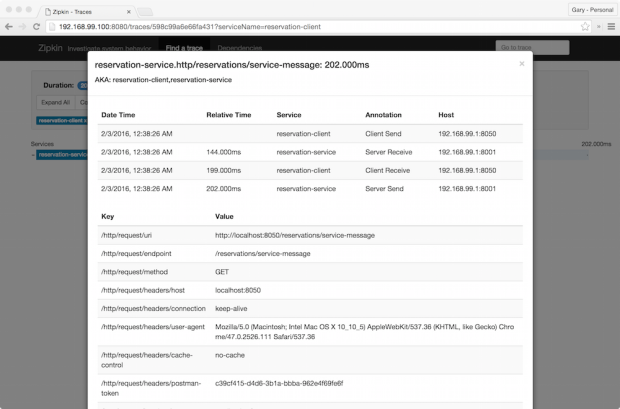 Zipkin - Traces
Gary - Personal
192.168.99.100:8080/traces/598c99a6e66fa431?serviceName=reservation-client
Zipkin Investigate system behavior Find a trace Dependencies Go to trace
reservation-service.http/reservations/service-message: 202.000ms ×
AKA: reservation-client,reservation-service
Duration:
Expand All
reservation-client
Services 202.000ms
reservation-service
Date Time Relative Time Service Annotation Host
2/3/2016, 12:38:26 AM reservation-client Client Send 192.168.99.1:8050
2/3/2016, 12:38:26 AM 144.000ms reservation-service Server Receive 192.168.99.1:8001
2/3/2016, 12:38:26 AM 199.000ms reservation-client Client Receive 192.168.99.1:8050
2/3/2016, 12:38:26 AM 202.000ms reservation-service Server Send 192.168.99.1:8001
Key Value
/http/request/uri http://localhost:8050/reservations/service-message
/http/request/endpoint /reservations/service-message
/http/request/method GET
/http/request/headers/host localhost:8050
/http/request/headers/connection keep-alive
/http/request/headers/user-agent Mozilla/5.0 (Macintosh; Intel Mac OS X 10_10_5) AppleWebKit/537.36 (KHTML, like Gecko) Chro
me/47.0.2526.111 Safari/537.36
/http/request/headers/cache- no-cache
control
/http/request/headers/postman- c39cf415-d4d6-3b1a-bbba-962e4f69fe6f
token